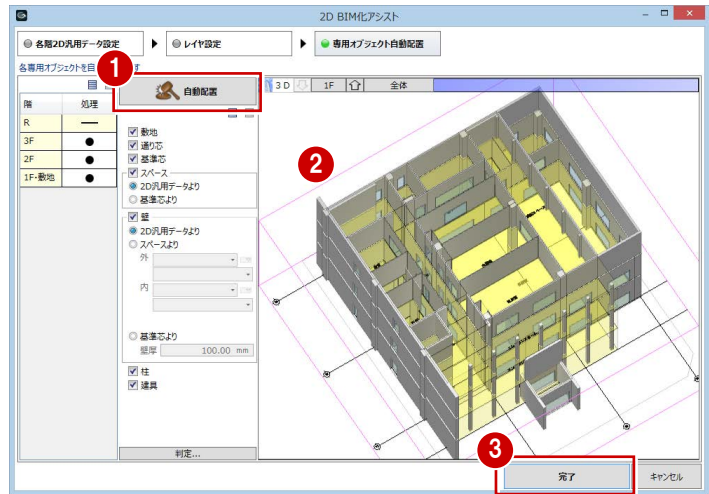 2D BIM化アシスト
各階2D汎用データ設定 ▶ レイヤ設定 ▶ 専用オブジェクト自動配置
各専用オブジェクトを自
す
1
自動配置
3D 1F 全体
階 処理
R —
3F ●
2F ●
1F・敷地 ●
敷地
通り芯
基準芯
スペース
2D汎用データより
基準芯より
壁
2D汎用データより
スペースより
外
内
基準芯より
壁厚 100.00 mm
柱
建具
判定...
2
3
完了
キャンセル